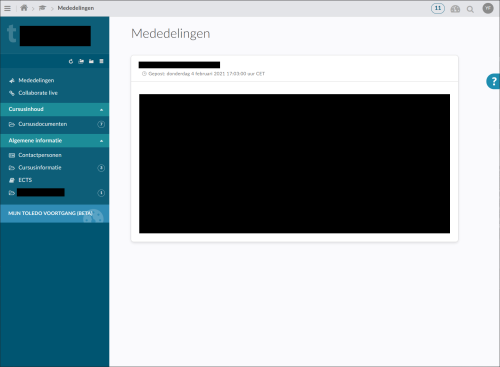 Mededelingen
11
t
Mededelingen
Mededelingen
Collaborate live
Gepost: donderdag 4 februari 2021 17:03:00 uur CET
Cursusinhoud
Cursusdocumenten
Algemene informatie
Contactpersonen
Cursusinformatie
ECTS
MIJN TOLEDO VOORTGANG (BETA)
?